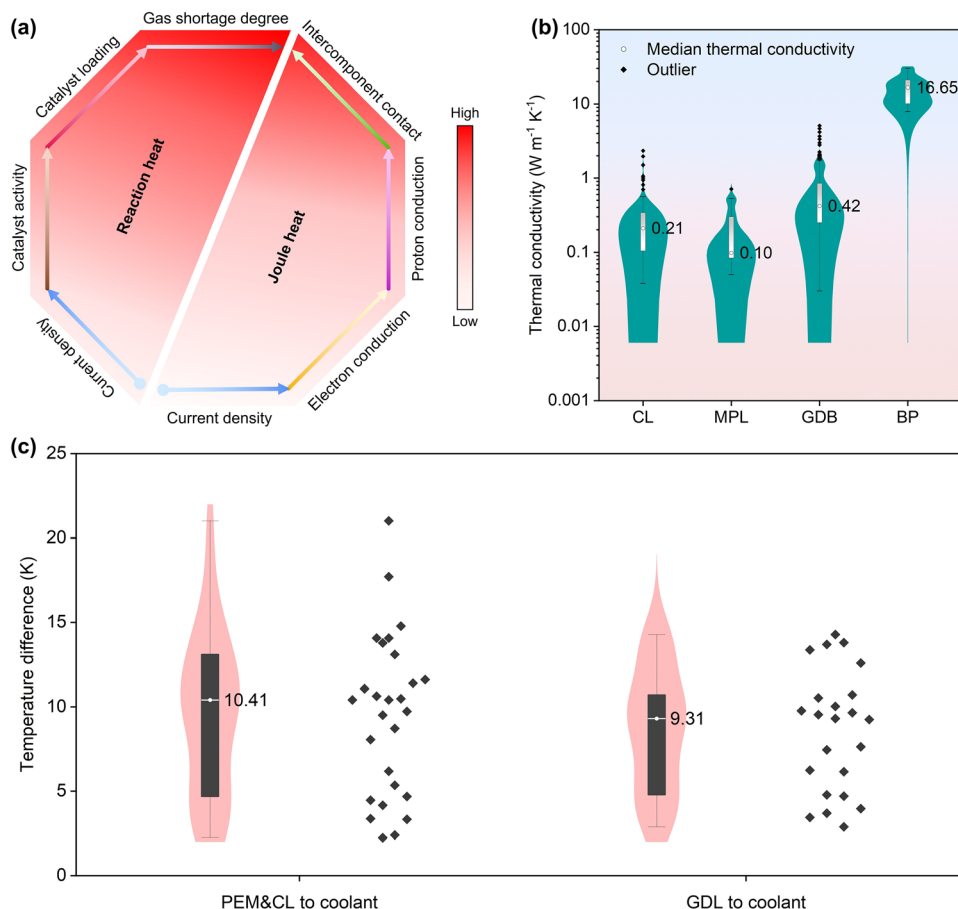 (a)
Gas shortage degree
Catalyst loading
Intercomponent contact
Catalyst activity
Reaction heat
Joule heat
Proton conduction
Current density
Electron conduction
Current density
High
Low
(b)
Thermal conductivity (W m⁻¹ K⁻¹)
100
10
1
0.1
0.01
0.001
Median thermal conductivity
Outlier
0.21
0.10
0.42
16.65
CL
MPL
GDB
BP
(c)
Temperature difference (K)
25
20
15
10
5
0
10.41
9.31
PEM&CL to coolant
GDL to coolant